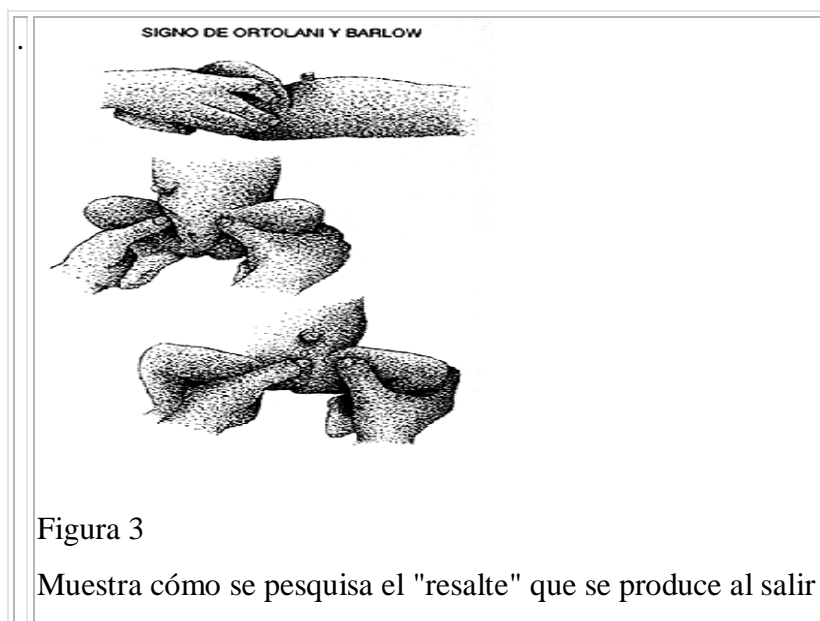 SIGNO DE ORTOLANI Y BARLOW
.
Figura 3
Muestra cómo se pesquisa el "resalte" que se produce al salir